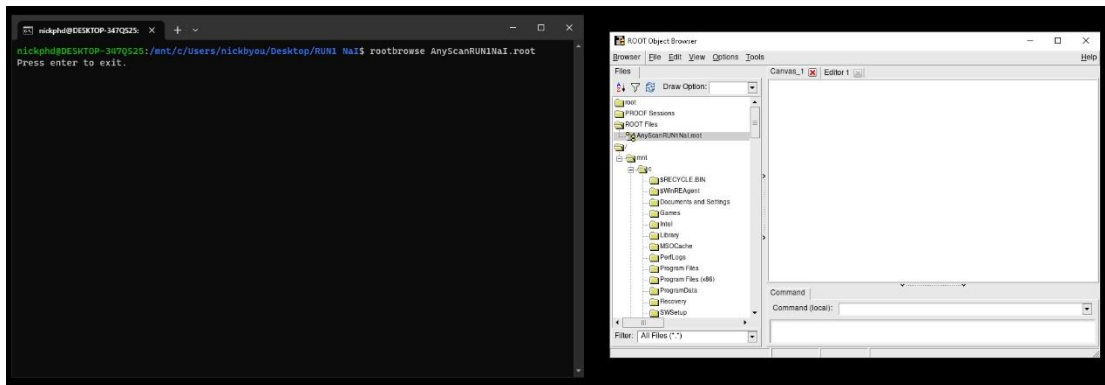 nickphd@DESKTOP-347QS25:
nickphd@DESKTOP-347QS25:/mnt/c/Users/nickbyou/Desktop/RUN1 NaI$ rootbrowse AnyScanRUN1NaI.root
Press enter to exit.
ROOT Object Browser
Browser File Edit View Options Tools Help
Files
Canvas_1 Editor 1
Draw Option:
root
PROOF Sessions
ROOT Files
AnyScanRUN1NaI.root
/
mnt
c
$RECYCLE.BIN
$WinREAgent
Documents and Settings
Games
Intel
Library
MSOCache
PerfLogs
Program Files
Program Files (x86)
ProgramData
Recovery
SWSetup
Filter: All Files (*.*)
Command
Command (local):